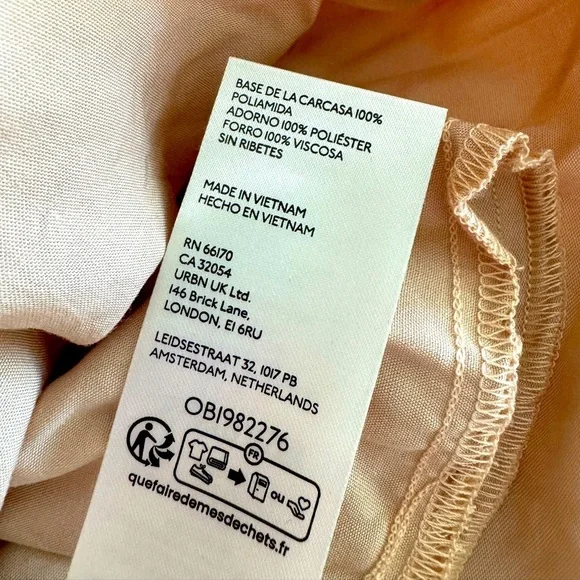 BASE DE LA CARCASA 100%
POLIAMIDA
ADORNO 100% POLIÉSTER
FORRO 100% VISCOSA
SIN RIBETES
MADE IN VIETNAM
HECHO EN VIETNAM
RN 66170
CA 32054
URBN UK Ltd.
146 Brick Lane,
LONDON, E1 6RU
LEIDSESTRAAT 32, 1017 PB
AMSTERDAM, NETHERLANDS
OB1982276
FR
ou
quefairedemesdechets.fr